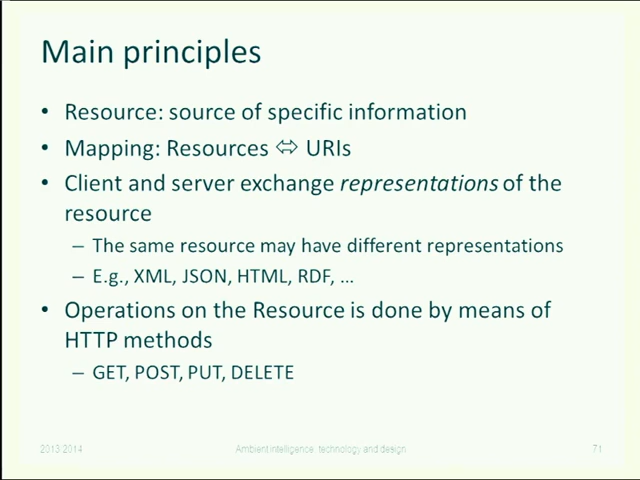 Main principles
• Resource: source of specific information
• Mapping: Resources ⇔ URIs
• Client and server exchange representations of the
resource
– The same resource may have different representations
– E.g., XML, JSON, HTML, RDF, …
• Operations on the Resource is done by means of
HTTP methods
– GET, POST, PUT, DELETE
2013.2014
Ambient intelligence: technology and design
71